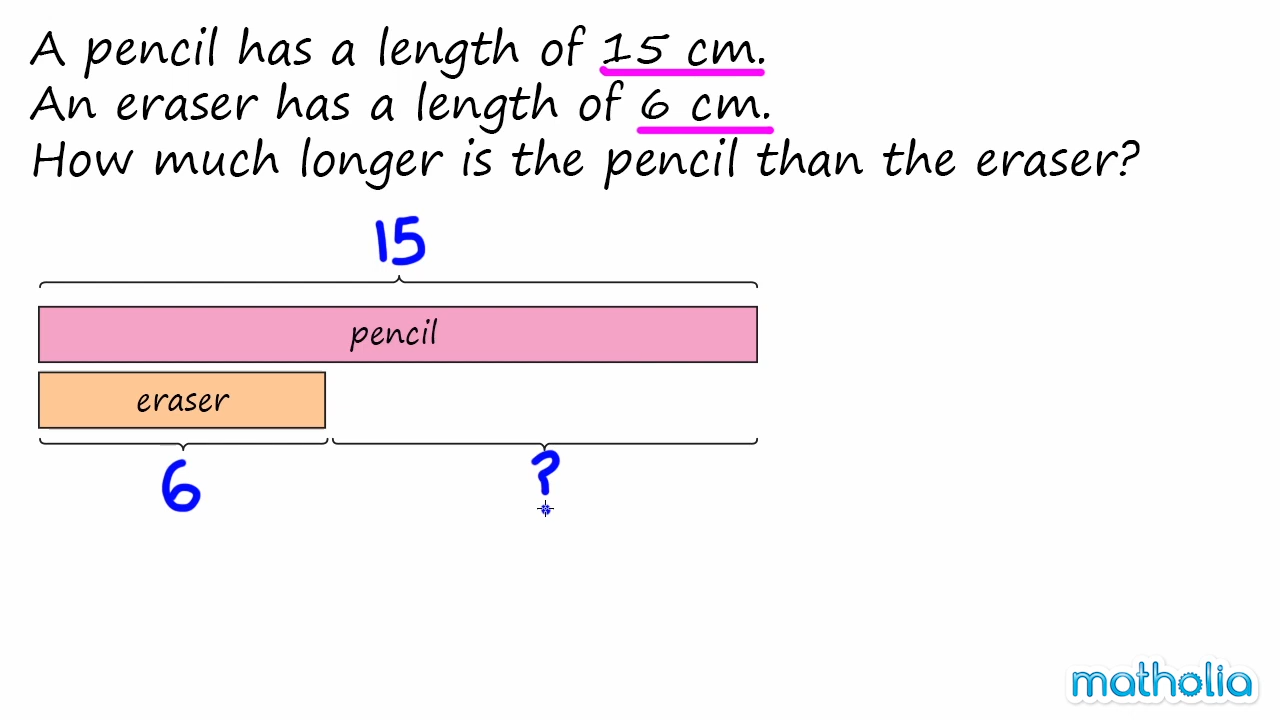 A pencil has a length of 15 cm.
An eraser has a length of 6 cm.
How much longer is the pencil than the eraser?
15
pencil
eraser
6 ?
matholia